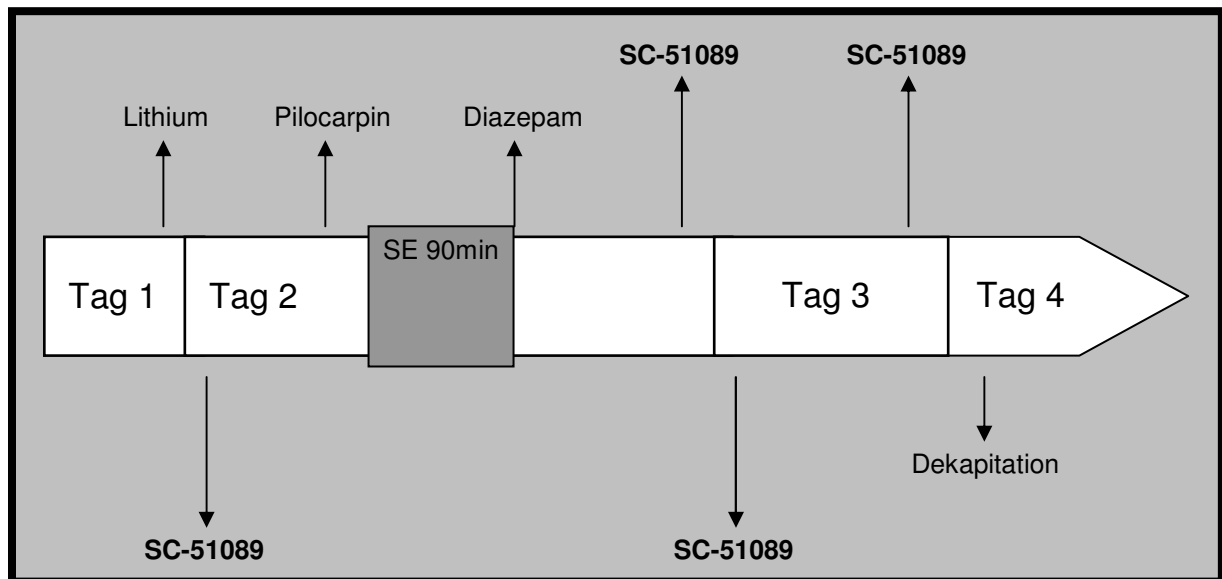 SC-51089 SC-51089
Lithium Pilocarpin Diazepam
SE 90min
Tag 1 Tag 2 Tag 3 Tag 4
Dekapitation
SC-51089 SC-51089